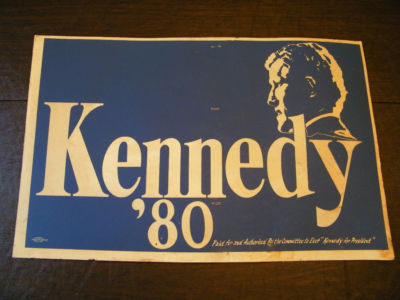 Kennedy
'80
Paid for and Authorized By the Committee to Elect "Kennedy for President"